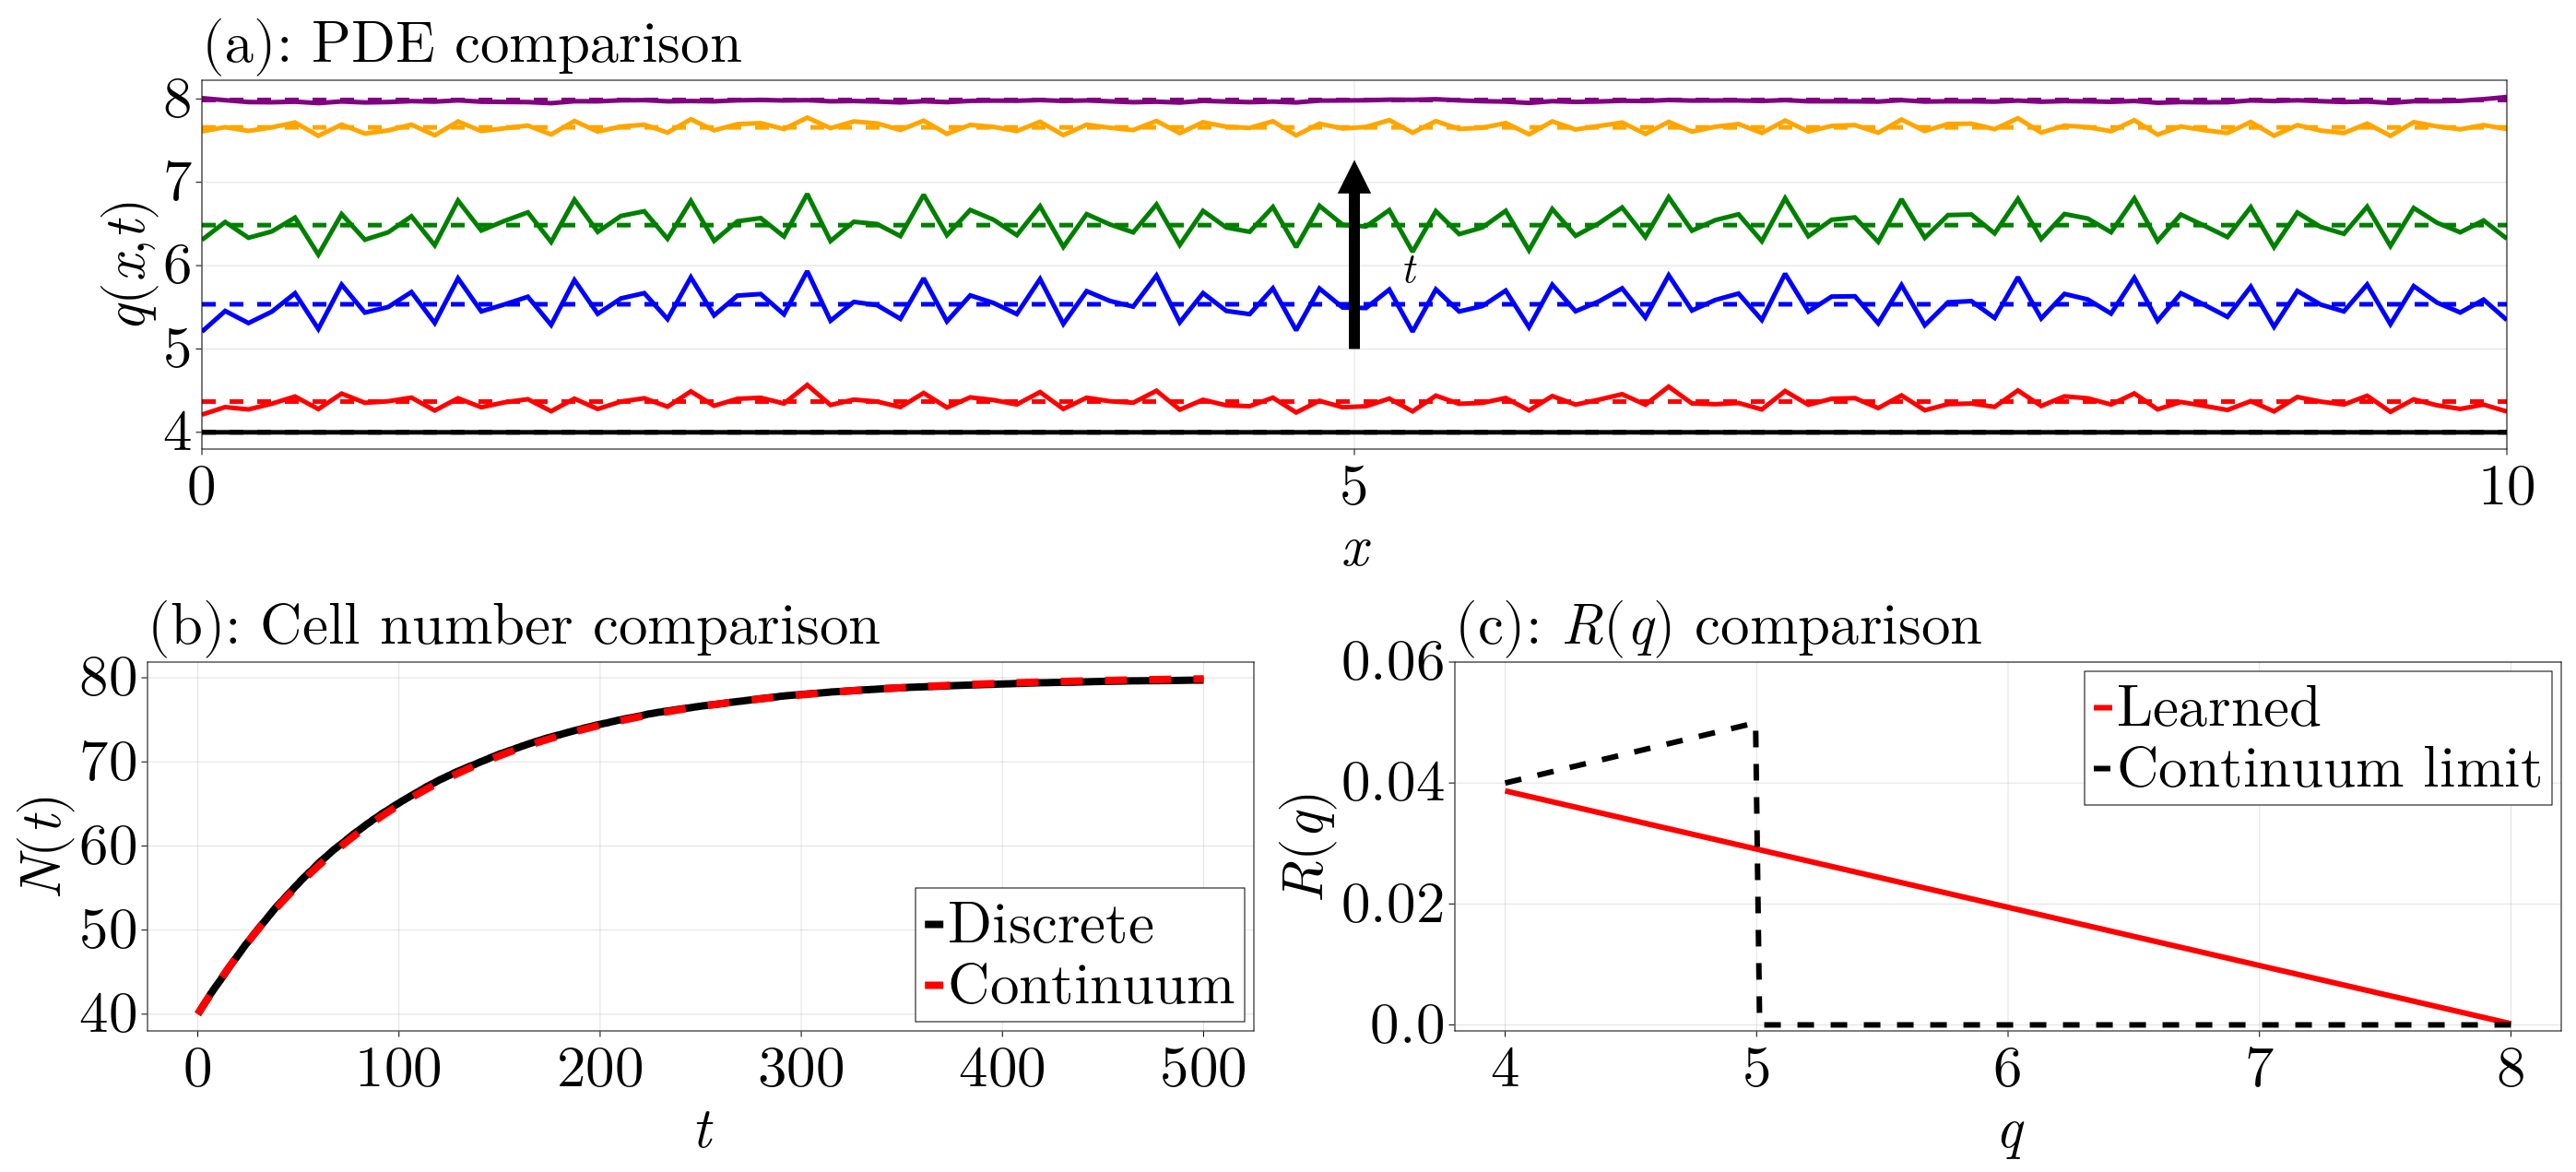 (a): PDE comparison
q(x,t)
8
7
6
5
4
t
0 5 10
x
(b): Cell number comparison
N(t)
80
70
60
50
40
Discrete
Continuum
0 100 200 300 400 500
t
(c): R(q) comparison
R(q)
0.06
0.04
0.02
0.0
Learned
Continuum limit
4 5 6 7 8
q